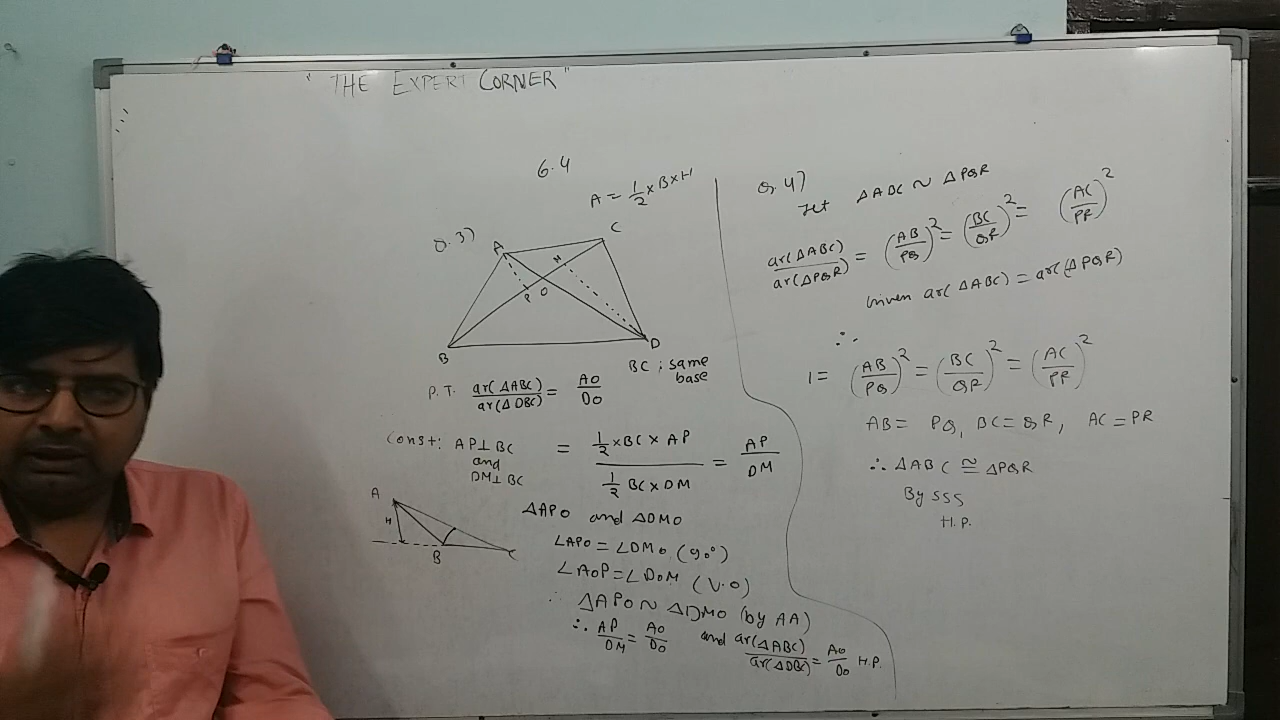 " THE EXPERT CORNER "
6.4
A = 1/2 × B × H
Q.3)
A
C
M
P
O
B
D
BC ; same
base
P.T. ar(ΔABC)/ar(ΔDBC) = AO/DO
Const: AP⊥BC
and
DM⊥BC
= 1/2 × BC × AP / 1/2 BC × DM = AP/DM
A
H
B
C
ΔAPO and ΔDMO
∠APO = ∠DMO (90°)
∠AOP = ∠DOM (V.O)
∴ ΔAPO ~ ΔDMO (by AA)
∴ AP/DM = AO/DO and ar(ΔABC)/ar(ΔDBC) = AO/DO H.P.
Q.4)
Let ΔABC ~ ΔPQR
ar(ΔABC)/ar(ΔPQR) = (AB/PQ)² = (BC/QR)² = (AC/PR)²
Given ar(ΔABC) = ar(ΔPQR)
∴
1 = (AB/PQ)² = (BC/QR)² = (AC/PR)²
AB = PQ, BC = QR, AC = PR
∴ ΔABC ≅ ΔPQR
By SSS
H.P.